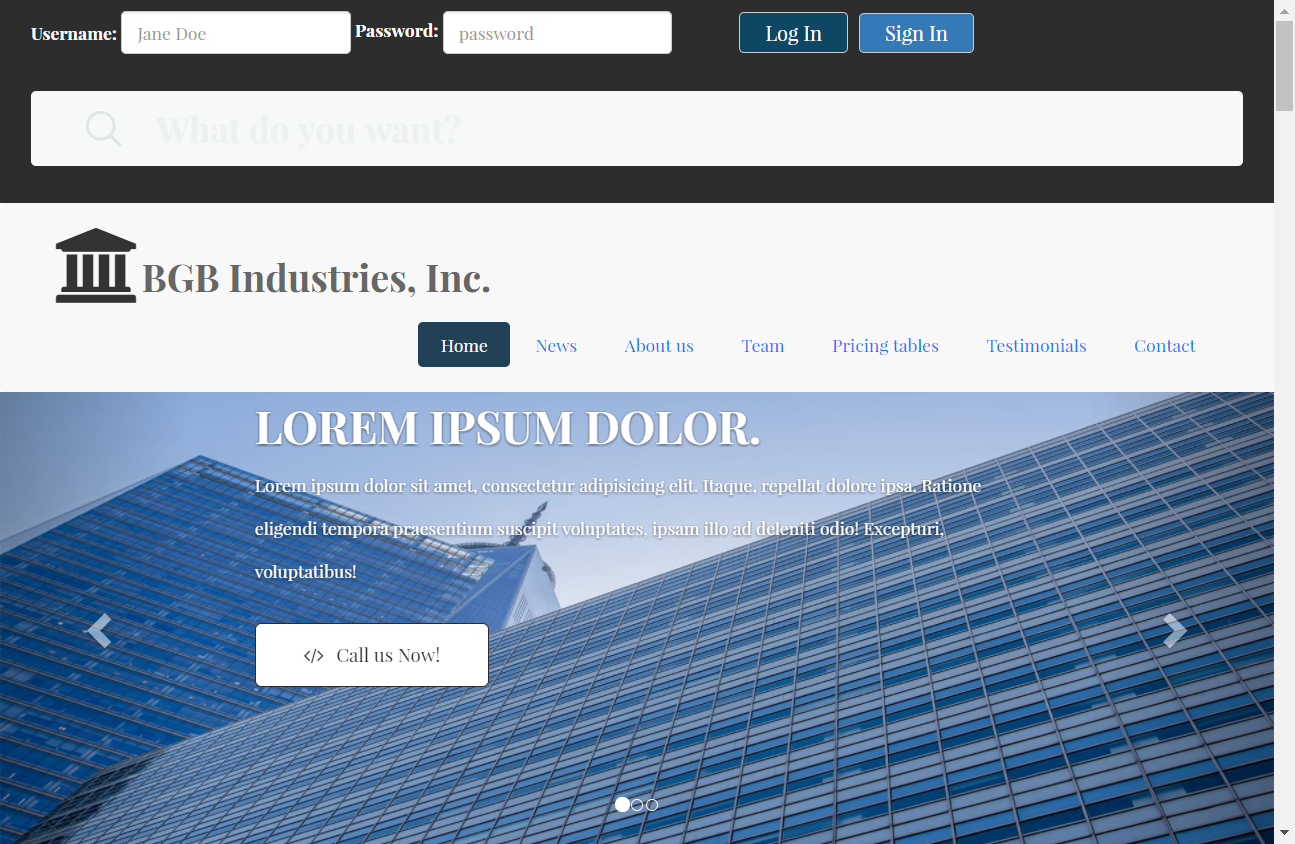 Username: Jane Doe Password: password Log In Sign In
What do you want?
BGB Industries, Inc.
Home News About us Team Pricing tables Testimonials Contact
LOREM IPSUM DOLOR.
Lorem ipsum dolor sit amet, consectetur adipisicing elit. Itaque, repellat dolore ipsa. Ratione
eligendi tempora praesentium suscipit voluptates, ipsam illo ad deleniti odio! Excepturi,
voluptatibus!
</> Call us Now!